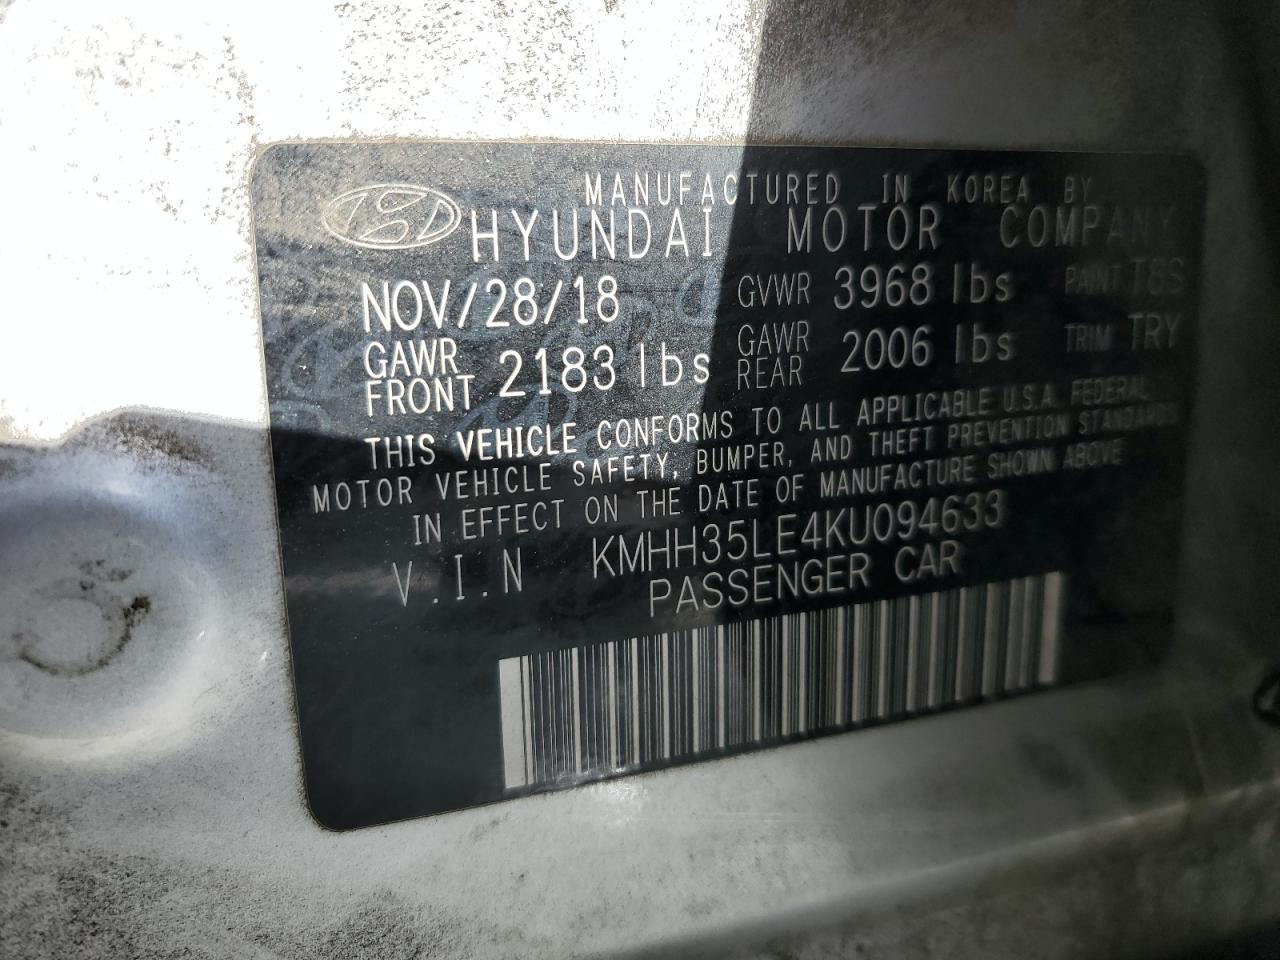 MANUFACTURED IN KOREA BY
HYUNDAI MOTOR COMPANY
NOV/28/18 GVWR 3968 lbs PAINT T8S
GAWR FRONT 2183 lbs GAWR REAR 2006 lbs TRIM TRY
THIS VEHICLE CONFORMS TO ALL APPLICABLE U.S.A. FEDERAL
MOTOR VEHICLE SAFETY, BUMPER, AND THEFT PREVENTION STANDARDS
IN EFFECT ON THE DATE OF MANUFACTURE SHOWN ABOVE
V.I.N KMHH35LE4KU094633
PASSENGER CAR